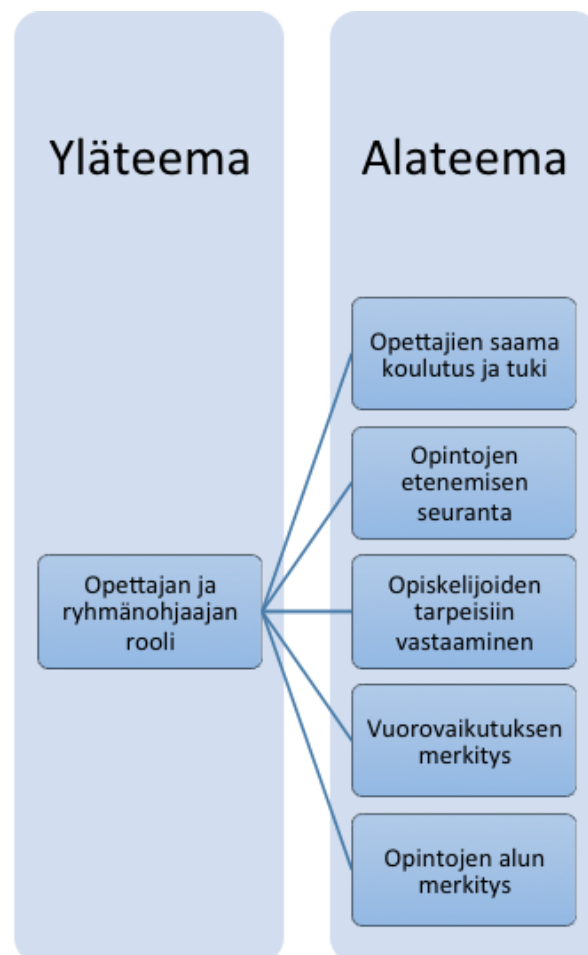 Yläteema
Alateema
Opettajan ja
ryhmänohjaajan
rooli
Opettajien saama
koulutus ja tuki
Opintojen
etenemisen
seuranta
Opiskelijoiden
tarpeisiin
vastaaminen
Vuorovaikutuksen
merkitys
Opintojen alun
merkitys